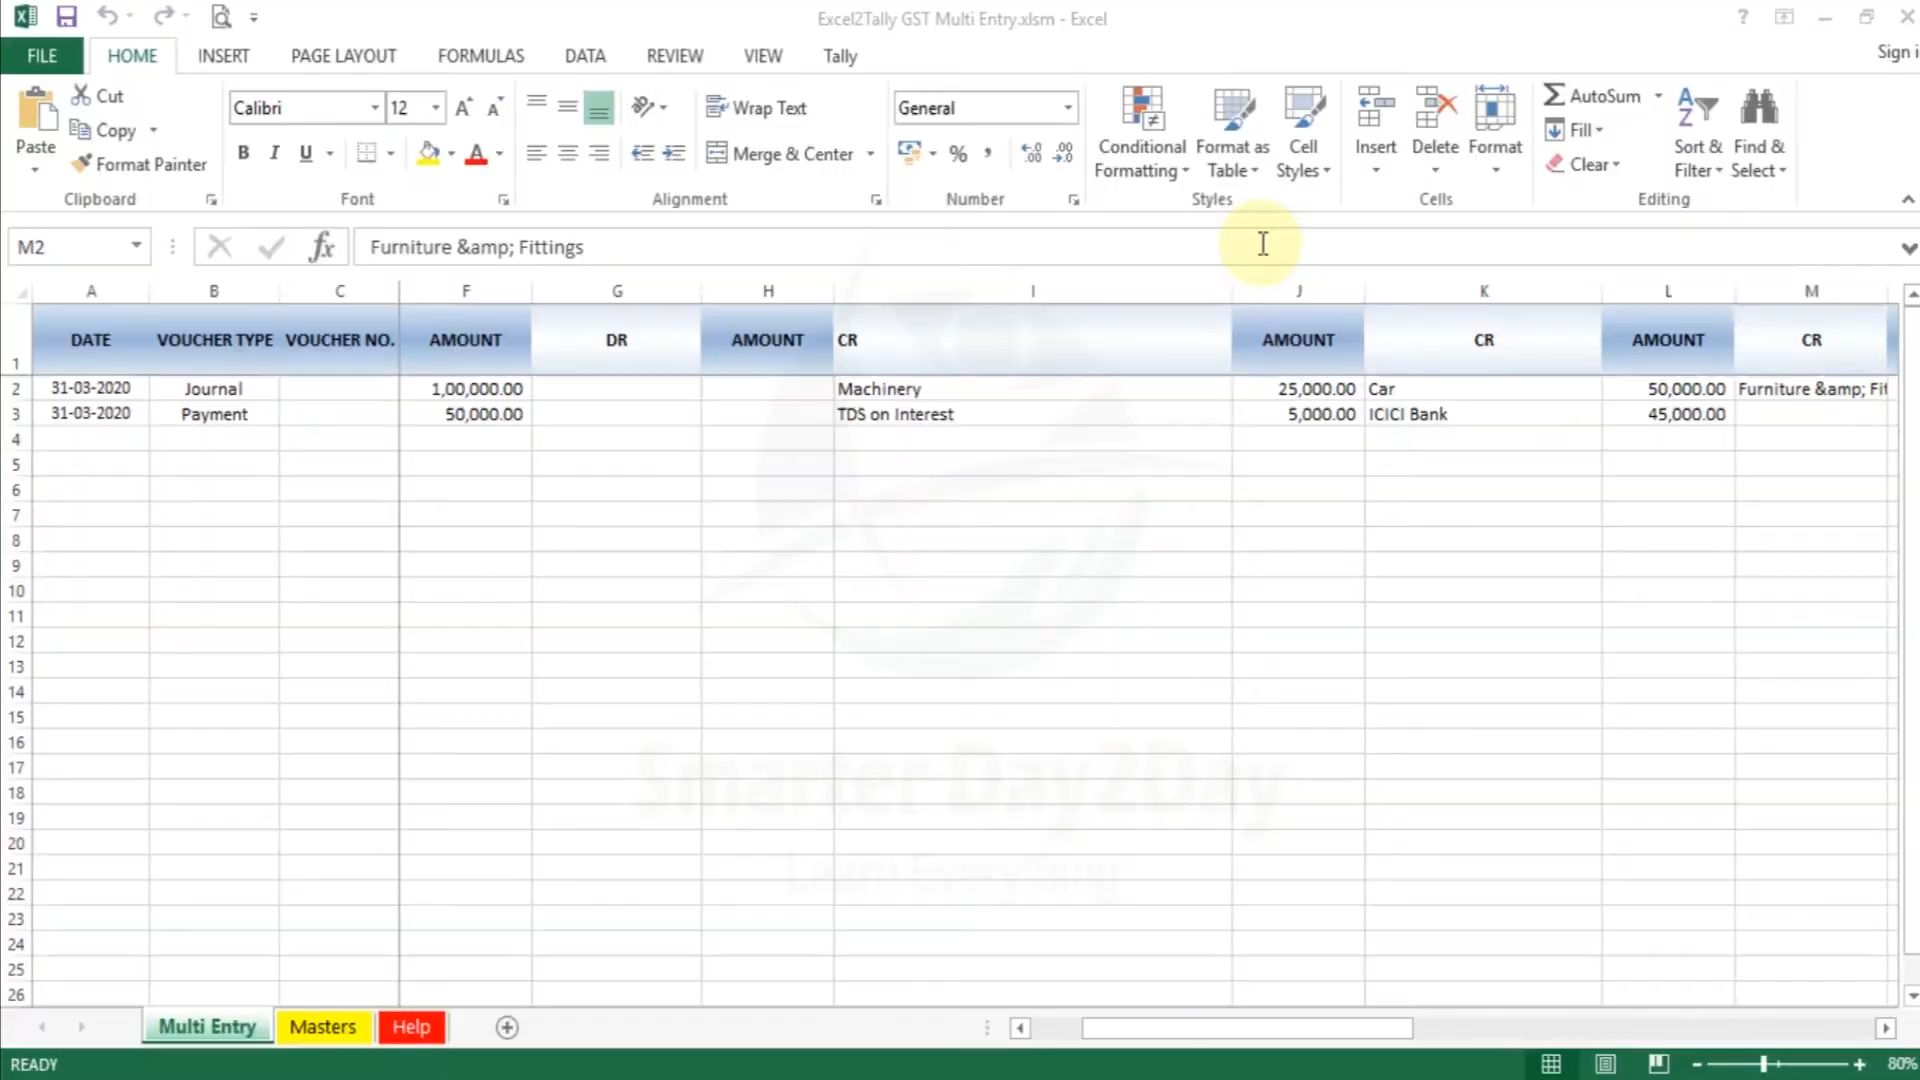 Excel2Tally GST Multi Entry.xlsm - Excel
?
FILE HOME INSERT PAGE LAYOUT FORMULAS DATA REVIEW VIEW Tally Sign i
Paste Cut Copy Format Painter Clipboard
Calibri 12 B I U Font
Wrap Text Merge & Center Alignment
General % Number
Conditional Formatting Format as Table Cell Styles Styles
Insert Delete Format Cells
AutoSum Fill Clear Sort & Filter Find & Select Editing
M2 fx Furniture &amp; Fittings
A B C F G H I J K L M
1 DATE VOUCHER TYPE VOUCHER NO. AMOUNT DR AMOUNT CR AMOUNT CR AMOUNT CR
2 31-03-2020 Journal 1,00,000.00 Machinery 25,000.00 Car 50,000.00 Furniture &amp; Fit
3 31-03-2020 Payment 50,000.00 TDS on Interest 5,000.00 ICICI Bank 45,000.00
4
5
6
7
8
9
10
11
12
13
14
15
16
17
18
19
20
21
22
23
24
25
26
Smarter Day2Day
Learn Everything
Multi Entry Masters Help
READY 80%